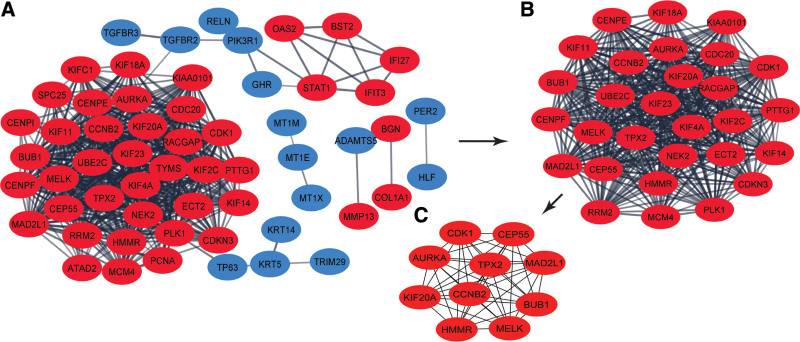 A
RELN
TGFBR3
TGFBR2
PIK3R1
GHR
OAS2
BST2
IFI27
IFIT3
STAT1
KIFC1
KIF18A
KIAA0101
SPC25
CENPE
AURKA
CDC20
CENPI
KIF11
CCNB2
KIF20A
RACGAP1
CDK1
BUB1
UBE2C
KIF23
TYMS
KIF2C
PTTG1
CENPF
MELK
TPX2
KIF4A
ECT2
KIF14
MAD2L1
CEP55
NEK2
RRM2
HMMR
PLK1
CDKN3
ATAD2
MCM4
PCNA
MT1M
MT1E
MT1X
ADAMTS5
MMP13
BGN
COL1A1
PER2
HLF
KRT14
TP63
KRT5
TRIM29
B
KIF18A
CENPE
KIAA0101
KIF11
AURKA
CCNB2
CDC20
CDK1
BUB1
KIF20A
RACGAP1
UBE2C
KIF23
PTTG1
CENPF
MELK
TPX2
KIF4A
KIF2C
MAD2L1
CEP55
NEK2
ECT2
KIF14
HMMR
CDKN3
RRM2
MCM4
PLK1
C
CDK1
CEP55
AURKA
TPX2
MAD2L1
KIF20A
CCNB2
BUB1
HMMR
MELK